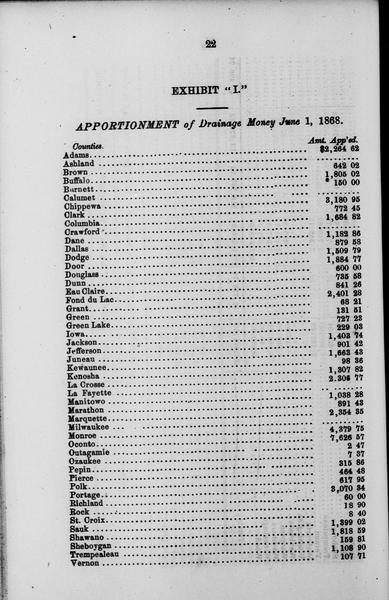 22
EXHIBIT "I."
APPORTIONMENT of Drainage Money June 1, 1868.
Counties. Amt. App'ed.
Adams........ $2,264 62
Ashland........
Brown........ 642 02
Buffalo........ 1,805 02
Burnett........ * 150 00
Calumet........
Chippewa........ 3,180 95
Clark........ 772 45
Columbia........ 1,684 82
Crawford........
Dane........ 1,182 86
Dallas........ 879 58
Dodge........ 1,509 79
Door........ 1,884 77
Douglass........ 600 00
Dunn........ 735 58
Eau Claire........ 841 26
Fond du Lac........ 2,401 28
Grant........ 68 21
Green........ 131 51
Green Lake........ 727 23
Iowa........ 229 03
Jackson........ 1,403 74
Jefferson........ 901 42
Juneau........ 1,663 43
Kewaunee........ 98 36
Kenosha........ 1,307 82
La Crosse........ 2,308 77
La Fayette........
Manitowo........ 1,038 28
Marathon........ 891 43
Marquette........ 2,354 35
Milwaukee........
Monroe........ 4,379 75
Oconto........ 7,626 57
Outagamie........ 2 47
Ozaukee........ 7 37
Pepin........ 315 86
Pierce........ 464 48
Polk........ 617 95
Portage........ 3,070 34
Richland........ 60 00
Rock........ 18 90
St. Croix........ 8 40
Sauk........ 1,399 02
Shawano........ 1,818 59
Sheboygan........ 159 81
Trempealeau........ 1,108 90
Vernon........ 107 71